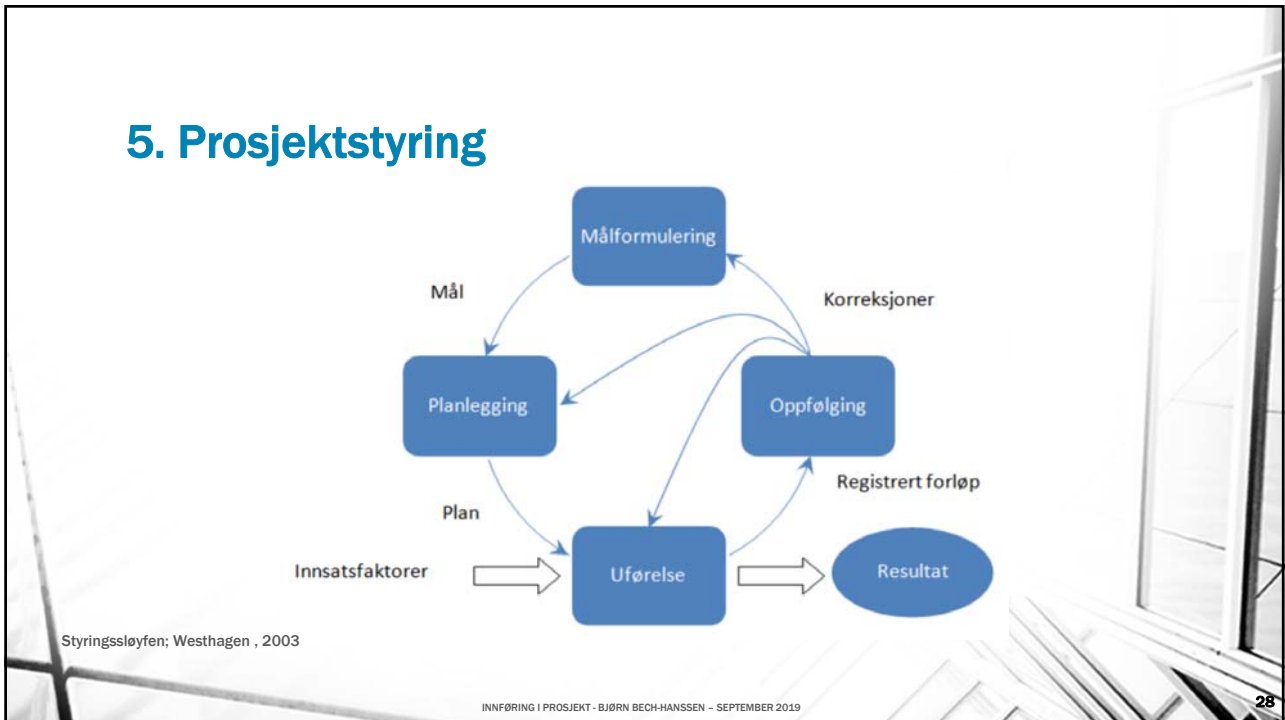 5. Prosjektstyring
Målformulering
Mål
Korreksjoner
Planlegging
Oppfølging
Registrert forløp
Plan
Innsatsfaktorer
Uførelse
Resultat
Styringssløyfen; Westhagen , 2003
INNFØRING I PROSJEKT - BJØRN BECH-HANSSEN – SEPTEMBER 2019
28